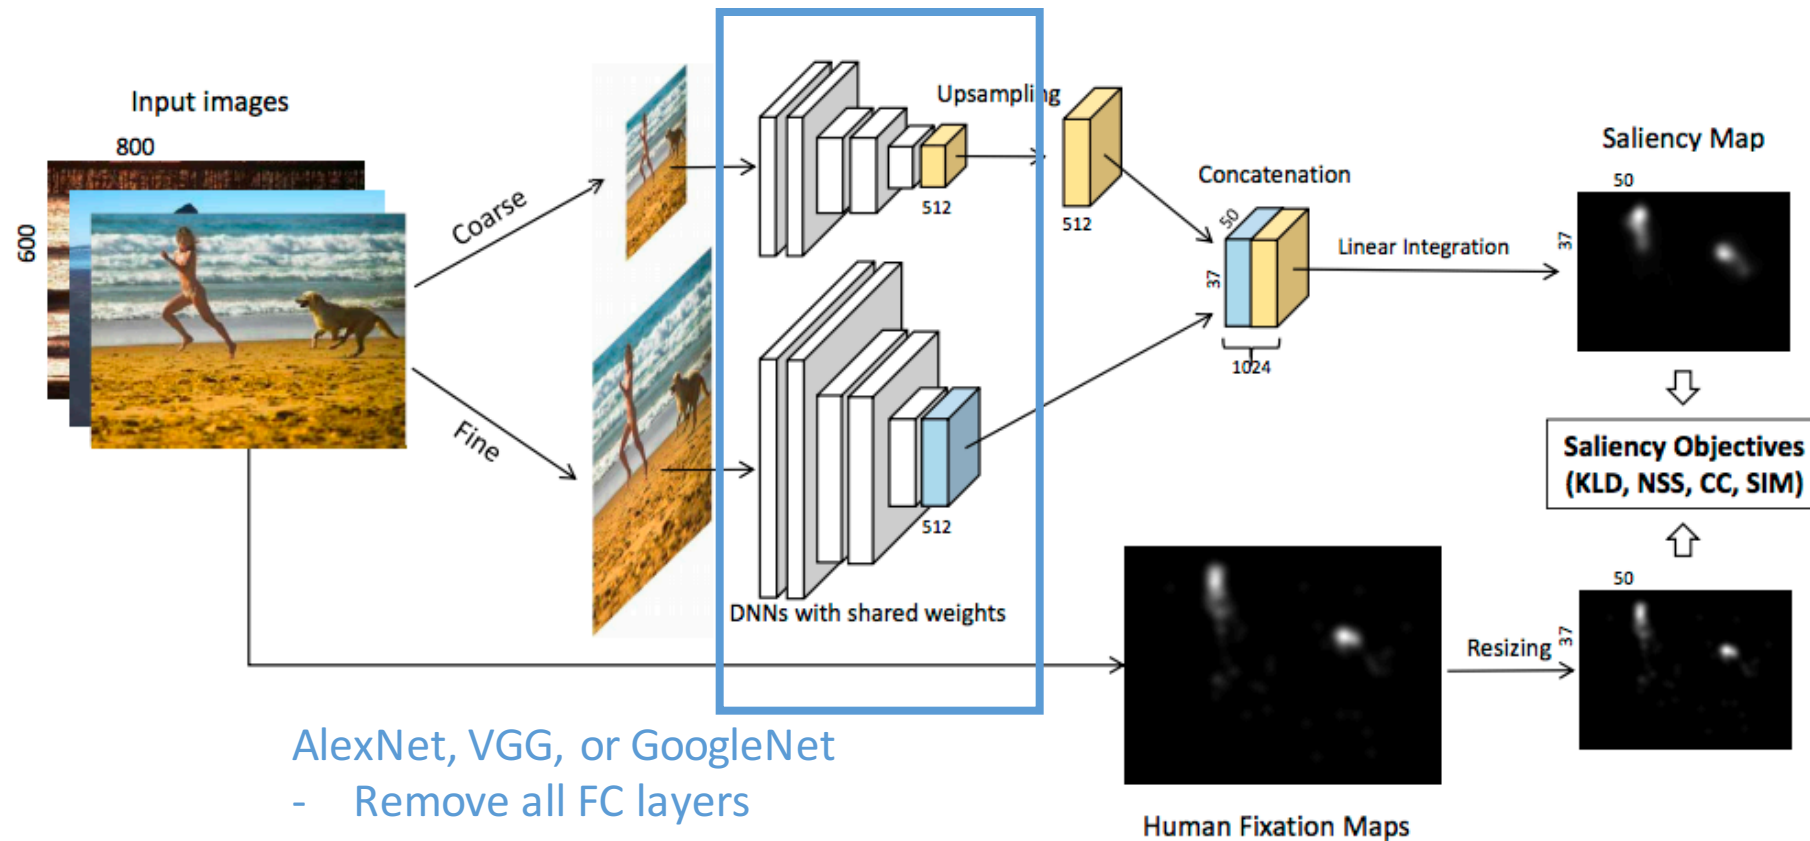 Input images
800
600
Coarse
Fine
Upsampling
512
512
512
DNNs with shared weights
Concatenation
50
37
1024
Linear Integration
Saliency Map
50
37
Saliency Objectives
(KLD, NSS, CC, SIM)
50
37
Resizing
Human Fixation Maps
AlexNet, VGG, or GoogleNet
- Remove all FC layers